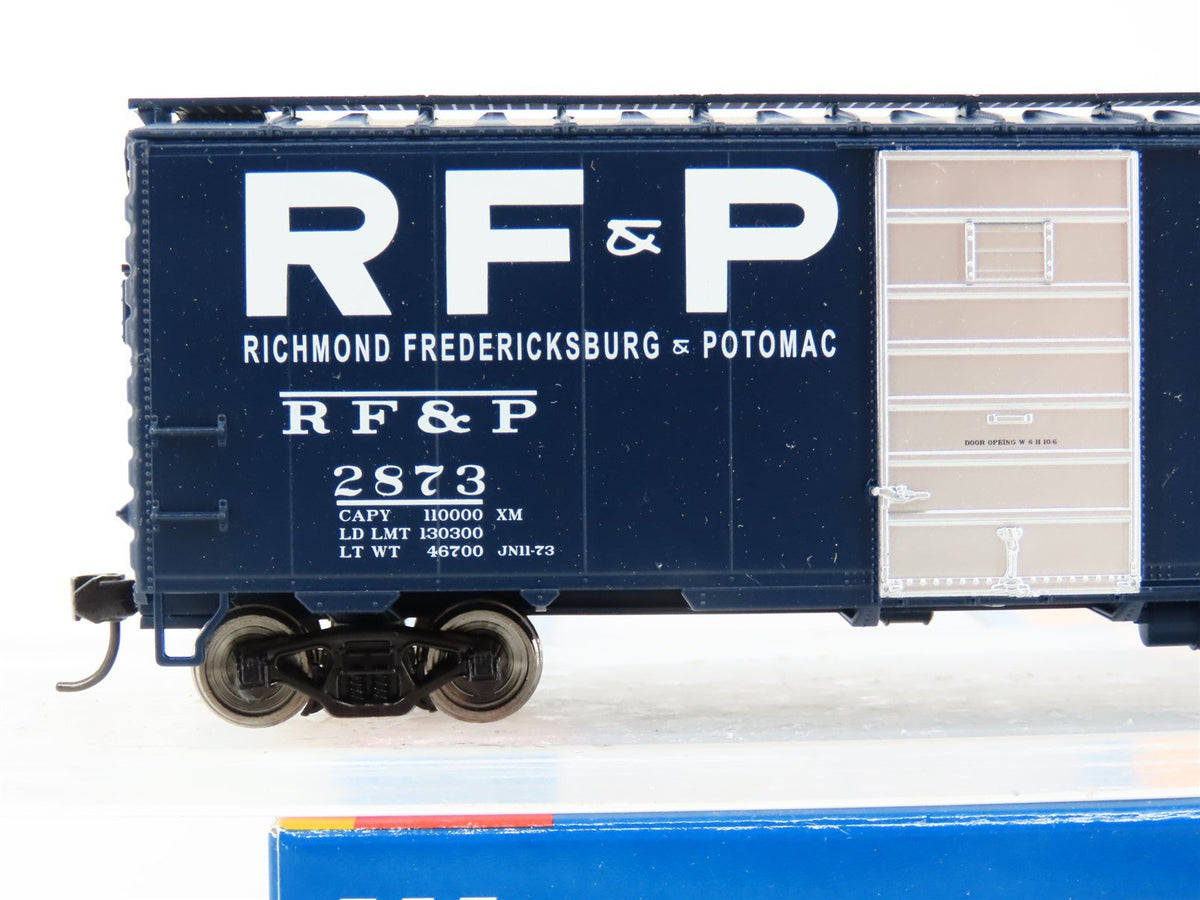 RF&P
RICHMOND FREDERICKSBURG & POTOMAC
RF&P
2873
CAPY 110000 XM
LD LMT 130300
LT WT 46700 JN11-73
DOOR OPEING W 6 H 10-6